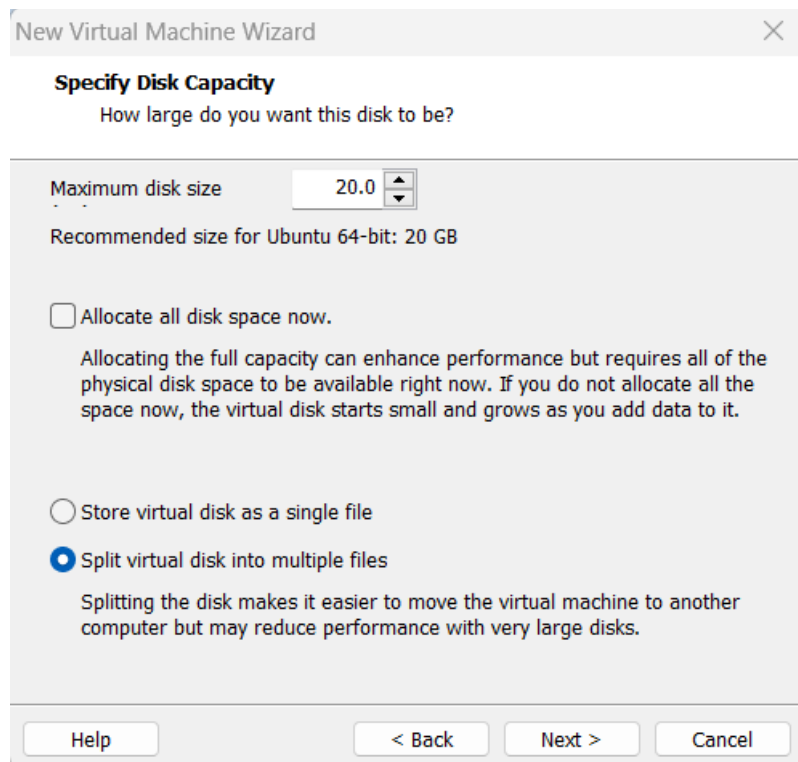 New Virtual Machine Wizard
Specify Disk Capacity
How large do you want this disk to be?
Maximum disk size
20.0
Recommended size for Ubuntu 64-bit: 20 GB
Allocate all disk space now.
Allocating the full capacity can enhance performance but requires all of the
physical disk space to be available right now. If you do not allocate all the
space now, the virtual disk starts small and grows as you add data to it.
Store virtual disk as a single file
Split virtual disk into multiple files
Splitting the disk makes it easier to move the virtual machine to another
computer but may reduce performance with very large disks.
Help
< Back
Next >
Cancel